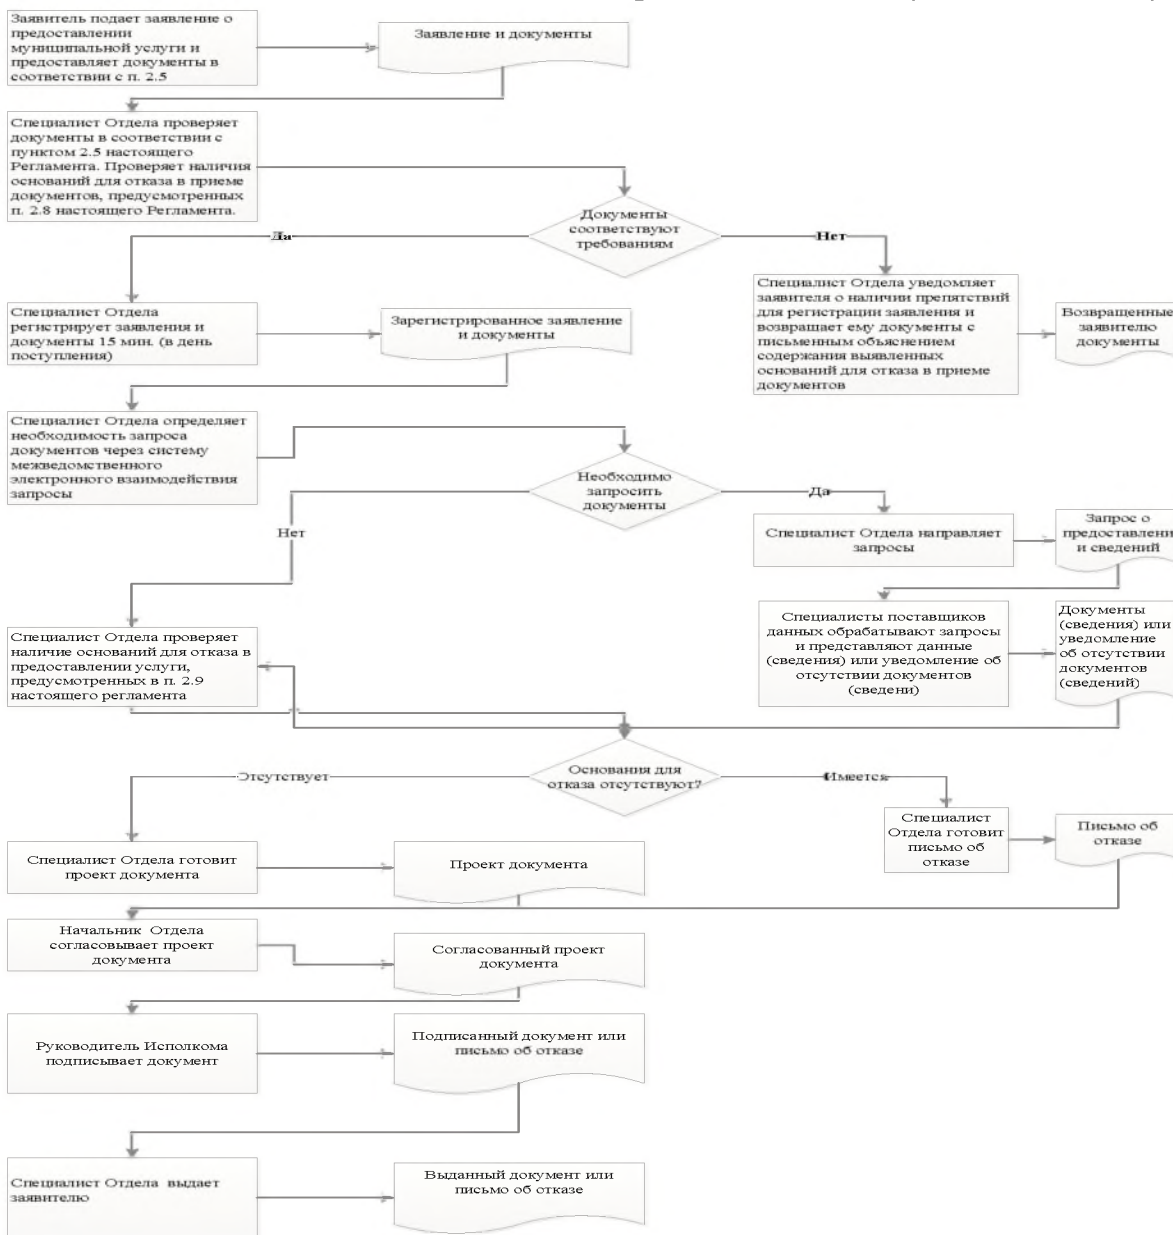 Заявитель подает заявление о
предоставлении
муниципальной услуги и
предоставляет документы в
соответствии с п. 2.5
Заявление и документы
Специалист Отдела проверяет
документы в соответствии с
пунктом 2.5 настоящего
Регламента. Проверяет наличия
оснований для отказа в приеме
документов, предусмотренных
п. 2.8 настоящего Регламента.
Документы
соответствуют
требованиям
Да
Нет
Специалист Отдела
регистрирует заявления и
документы 15 мин. (в день
поступления)
Зарегистрированное заявление
и документы
Специалист Отдела уведомляет
заявителя о наличии препятствий
для регистрации заявления и
возвращает ему документы с
письменным объяснением
содержания выявленных
оснований для отказа в приеме
документов
Возвращенные
заявителю
документы
Специалист Отдела определяет
необходимость запроса
документов через систему
межведомственного
электронного взаимодействия
запросы
Необходимо
запросить
документы
Нет
Да
Специалист Отдела направляет
запросы
Запрос о
предоставлени
и сведений
Специалисты поставщиков
данных обрабатывают запросы
и представляют данные
(сведения) или уведомление об
отсутствии документов
(сведени)
Документы
(сведения) или
уведомление
об отсутствии
документов
(сведений)
Специалист Отдела проверяет
наличие оснований для отказа в
предоставлении услуги,
предусмотренных в п. 2.9
настоящего регламента
Основания для
отказа отсутствуют?
Отсутствует
Имеется
Специалист
Отдела готовит
письмо об
отказе
Письмо об
отказе
Специалист Отдела готовит
проект документа
Проект документа
Начальник Отдела
согласовывает проект
документа
Согласованный проект
документа
Руководитель Исполкома
подписывает документ
Подписанный документ или
письмо об отказе
Специалист Отдела выдает
заявителю
Выданный документ или
письмо об отказе